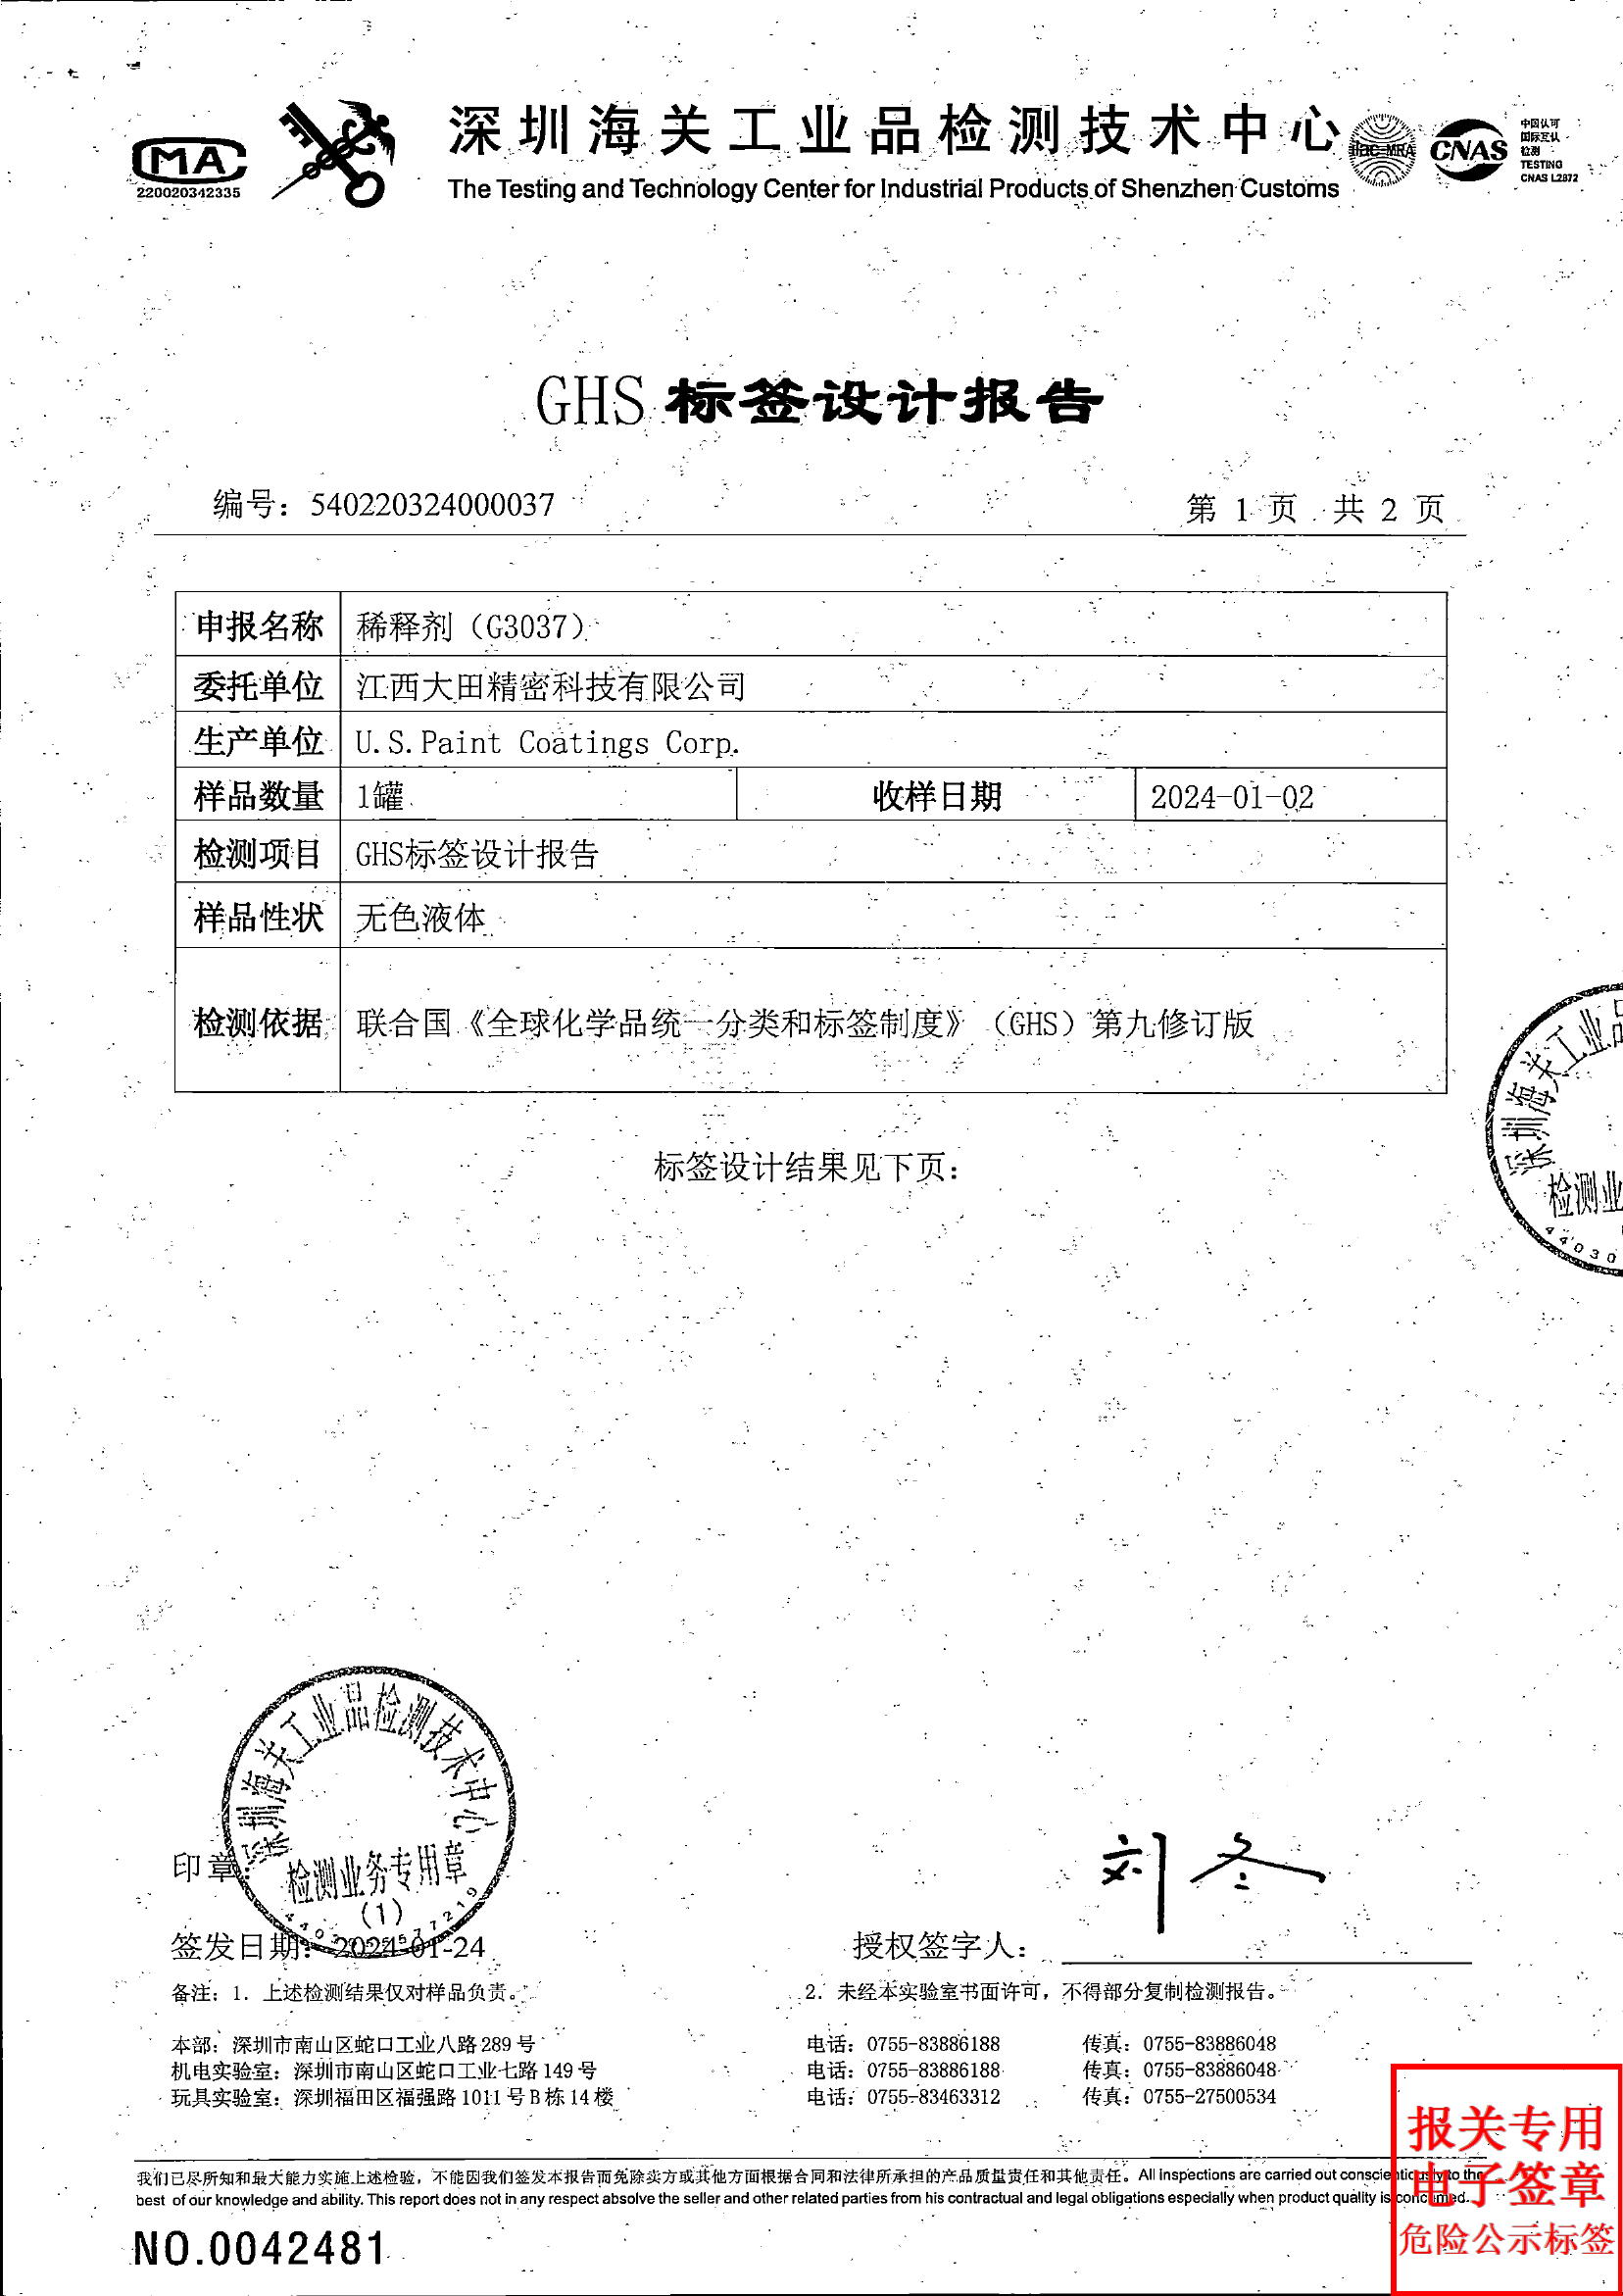 MA
220020342335
深圳海关工业品检测技术中心
The Testing and Technology Center for Industrial Products of Shenzhen Customs
ilac-MRA
CNAS
中国认可
国际互认
检测
TESTING
CNAS L2872
GHS 标签设计报告
编号：540220324000037
第 1 页 共 2 页
申报名称 稀释剂（G3037）
委托单位 江西大田精密科技有限公司
生产单位 U.S.Paint Coatings Corp.
样品数量 1罐 收样日期 2024-01-02
检测项目 GHS标签设计报告
样品性状 无色液体
检测依据 联合国《全球化学品统一分类和标签制度》（GHS）第九修订版
深圳海关工业品
检测业
44030
标签设计结果见下页：
深圳海关工业品检测技术中心
检测业务专用章
(1)
印章：
刘冬
签发日期：2024-01-24
授权签字人：
备注：1. 上述检测结果仅对样品负责。
2. 未经本实验室书面许可，不得部分复制检测报告。
本部：深圳市南山区蛇口工业八路 289 号 电话：0755-83886188 传真：0755-83886048
机电实验室：深圳市南山区蛇口工业七路 149 号 电话：0755-83886188 传真：0755-83886048
玩具实验室：深圳福田区福强路 1011 号 B 栋 14 楼 电话：0755-83463312 传真：0755-27500534
我们已尽所知和最大能力实施上述检验，不能因我们签发本报告而免除卖方或其他方面根据合同和法律所承担的产品质量责任和其他责任。All inspections are carried out conscientiously to the
best of our knowledge and ability. This report does not in any respect absolve the seller and other related parties from his contractual and legal obligations especially when product quality is concerned.
NO.0042481
报关专用
电子签章
危险公示标签